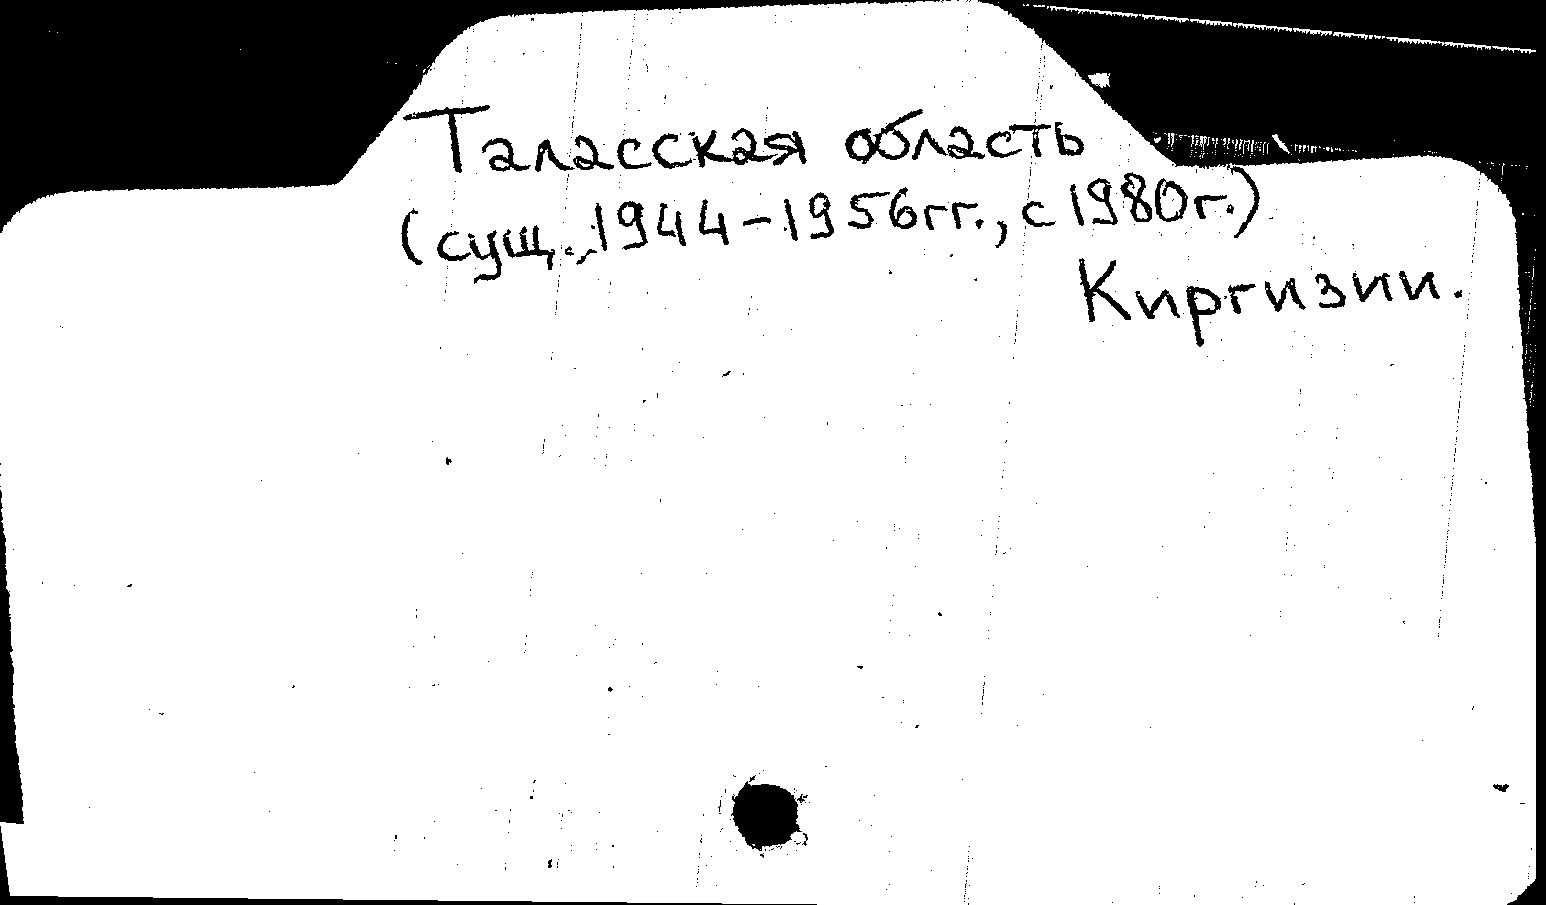 Таласская область
(сущ. 1944-1956гг., с 1980г.)
Киргизии.